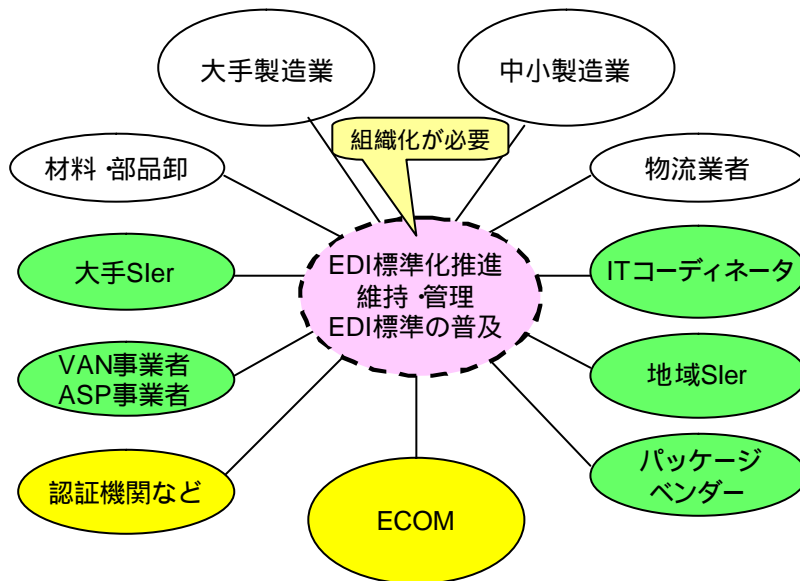 大手製造業
中小製造業
組織化が必要
材料・部品卸
物流業者
大手SIer
EDI標準化推進
維持・管理
EDI標準の普及
ITコーディネータ
VAN事業者
ASP事業者
地域SIer
認証機関など
ECOM
パッケージ
ベンダー